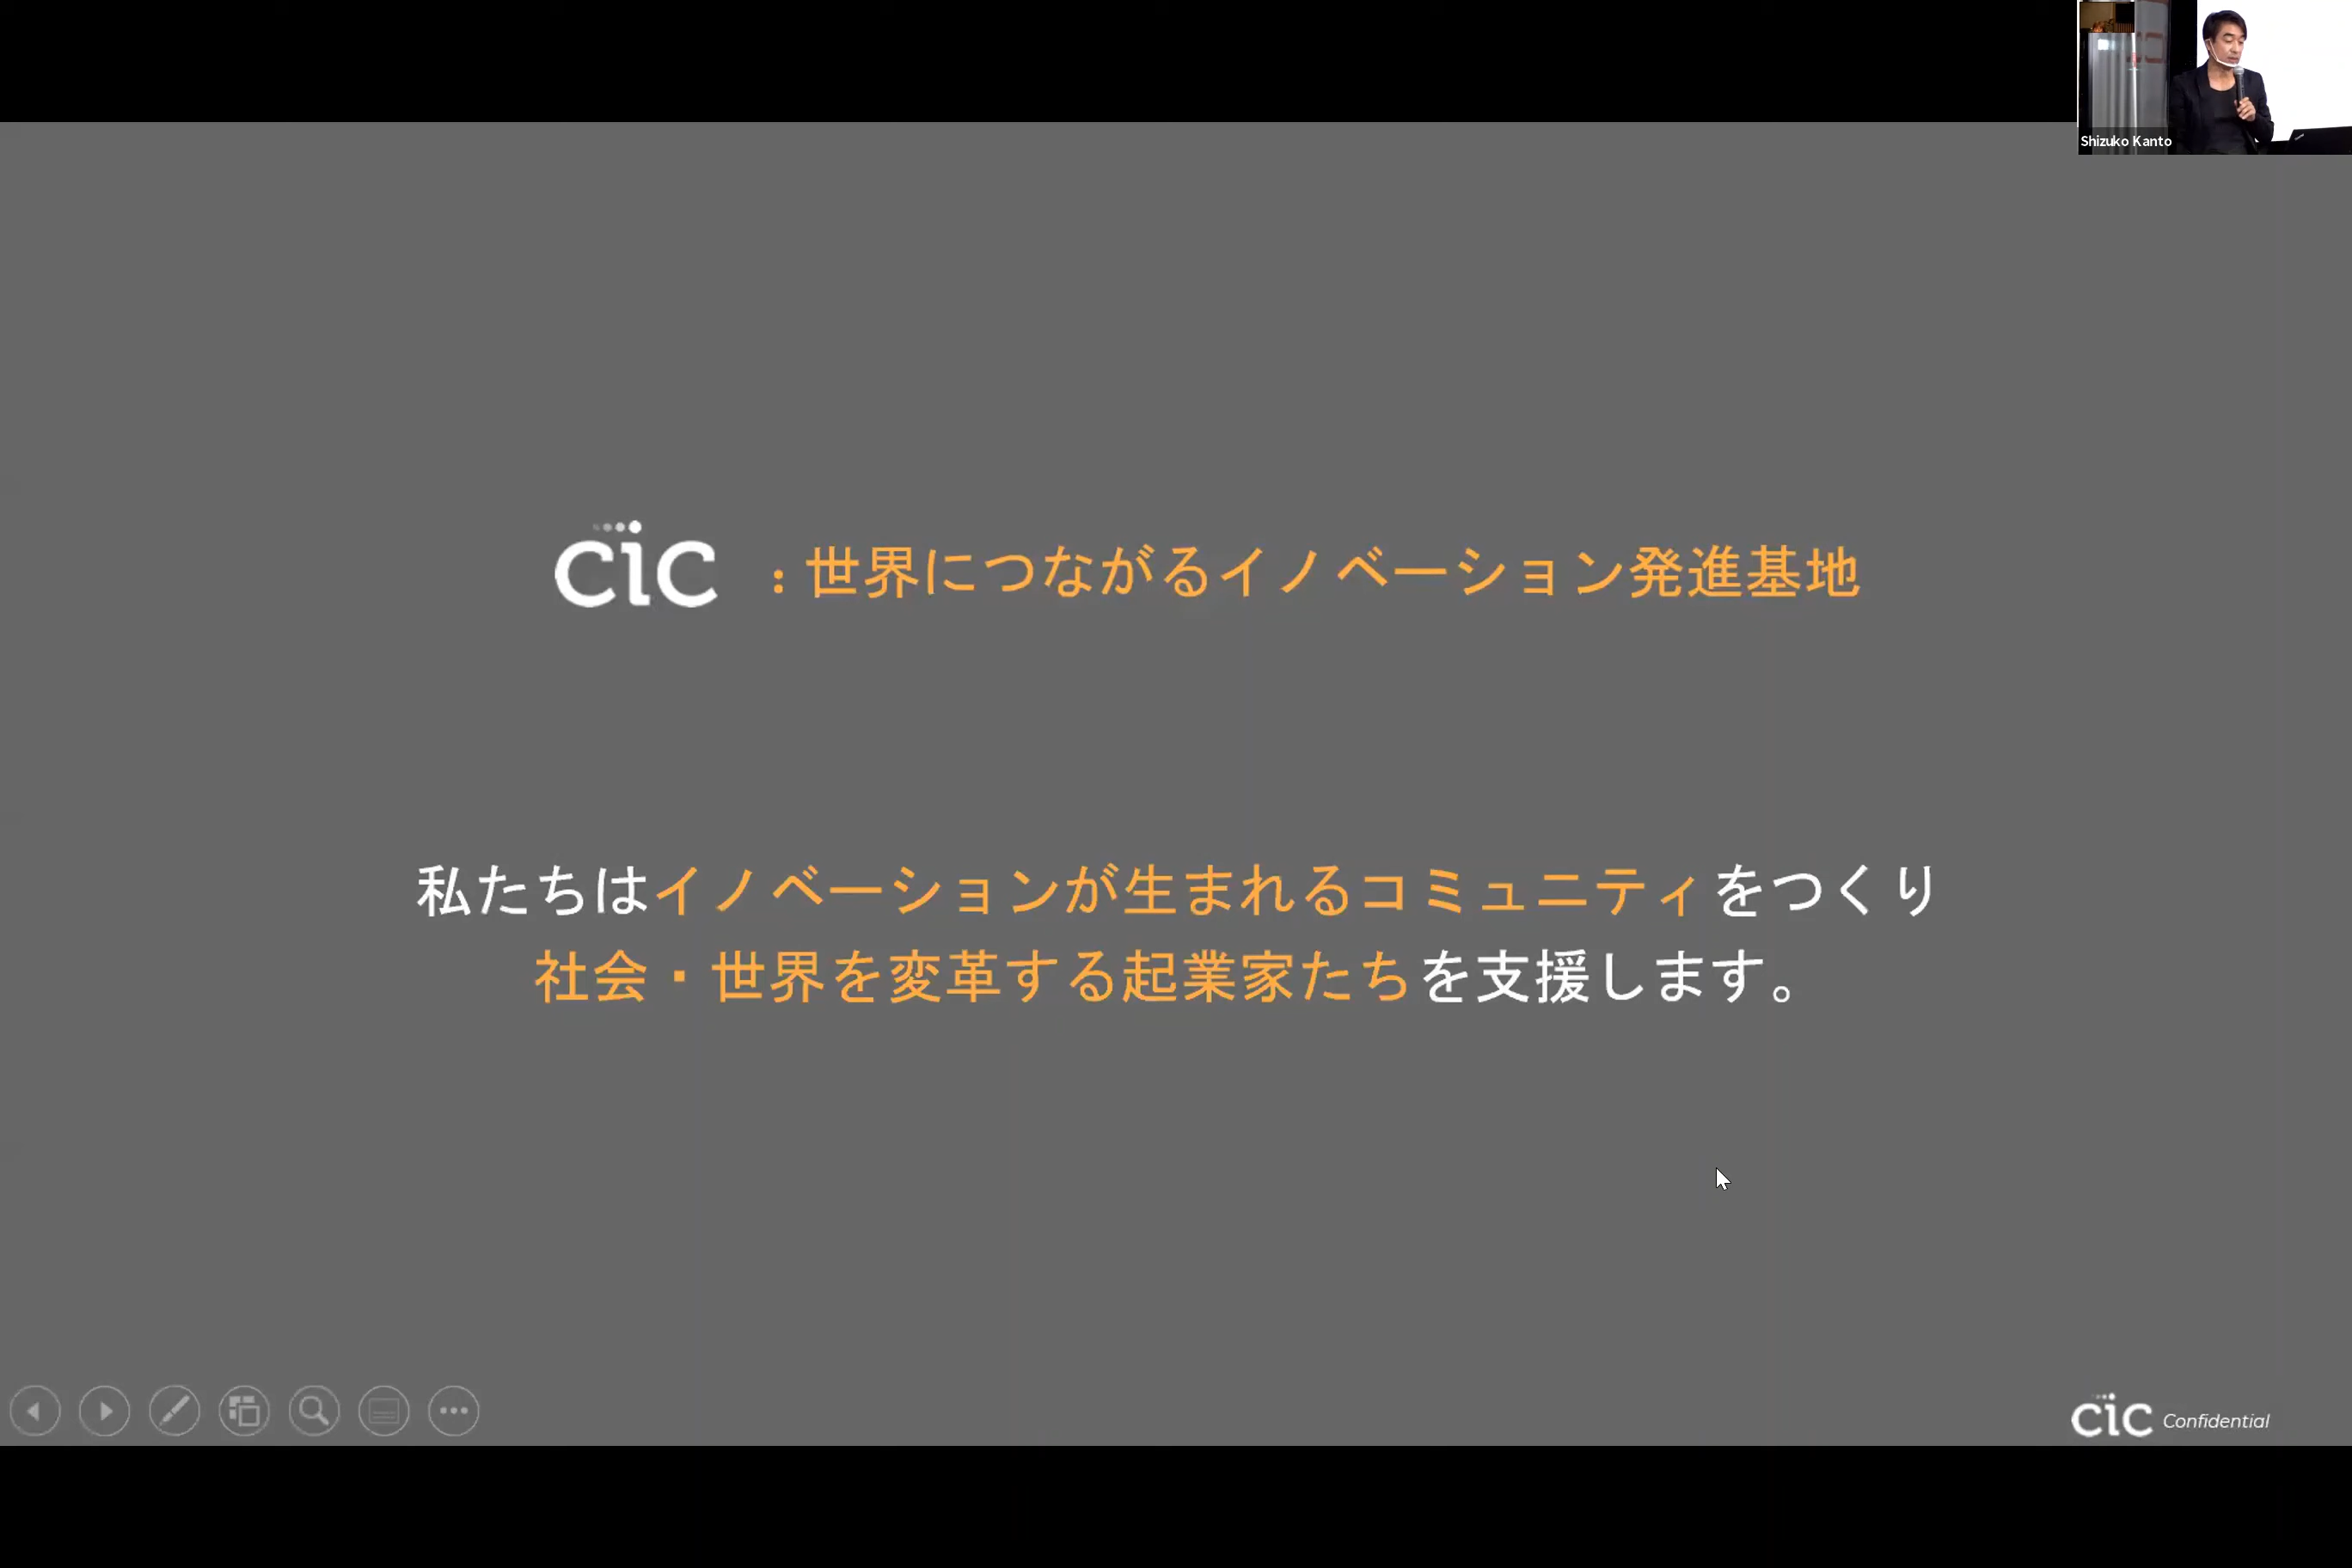 Shizuko Kanto
cic : 世界につながるイノベーション発進基地
私たちはイノベーションが生まれるコミュニティをつくり
社会・世界を変革する起業家たちを支援します。
cic Confidential